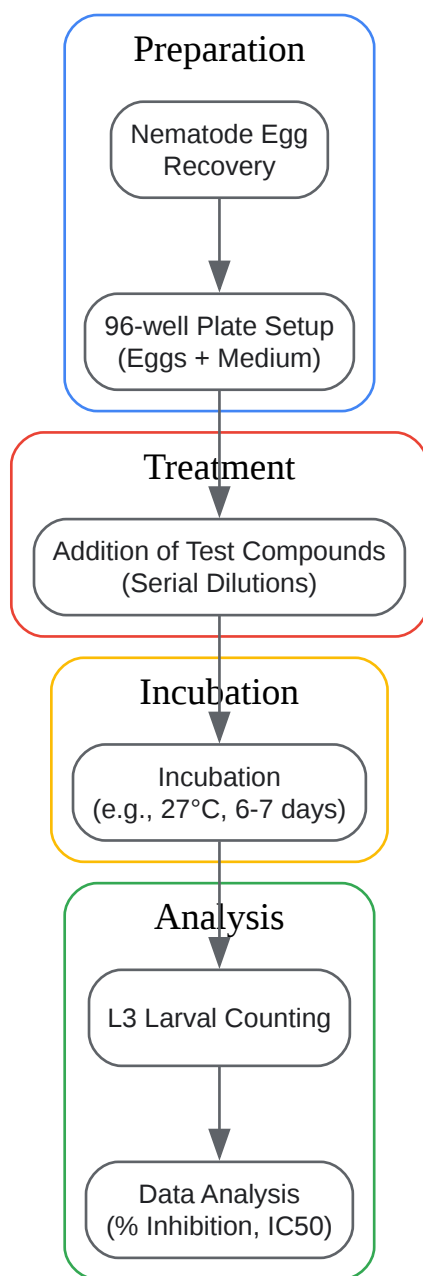 Preparation
Nematode Egg
Recovery
96-well Plate Setup
(Eggs + Medium)
Treatment
Addition of Test Compounds
(Serial Dilutions)
Incubation
Incubation
(e.g., 27°C, 6-7 days)
Analysis
L3 Larval Counting
Data Analysis
(% Inhibition, IC50)